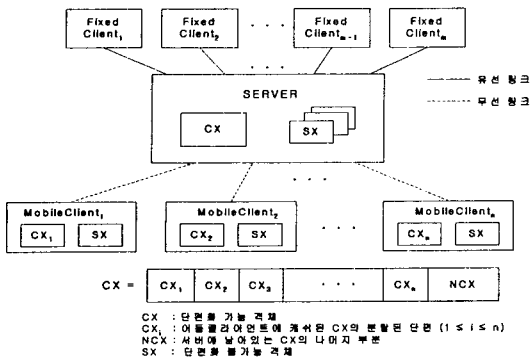 Fixed Client₁ Fixed Client₂ · · · Fixed Clientₘ₋₁ Fixed Clientₘ
· · ·
SERVER
CX SX
유선 링크
무선 링크
· · ·
MobileClient₁ MobileClient₂ MobileClientₙ
CX₁ SX CX₂ SX · · · CXₙ SX
CX = CX₁ CX₂ CX₃ · · · CXₙ NCX
CX : 단편화 가능 객체
CXᵢ : 이동클라이언트에 캐쉬된 CX의 분할된 단편 (1 ≤ i ≤ n)
NCX : 서버에 남아있는 CX의 나머지 부분
SX : 단편화 불가능 객체